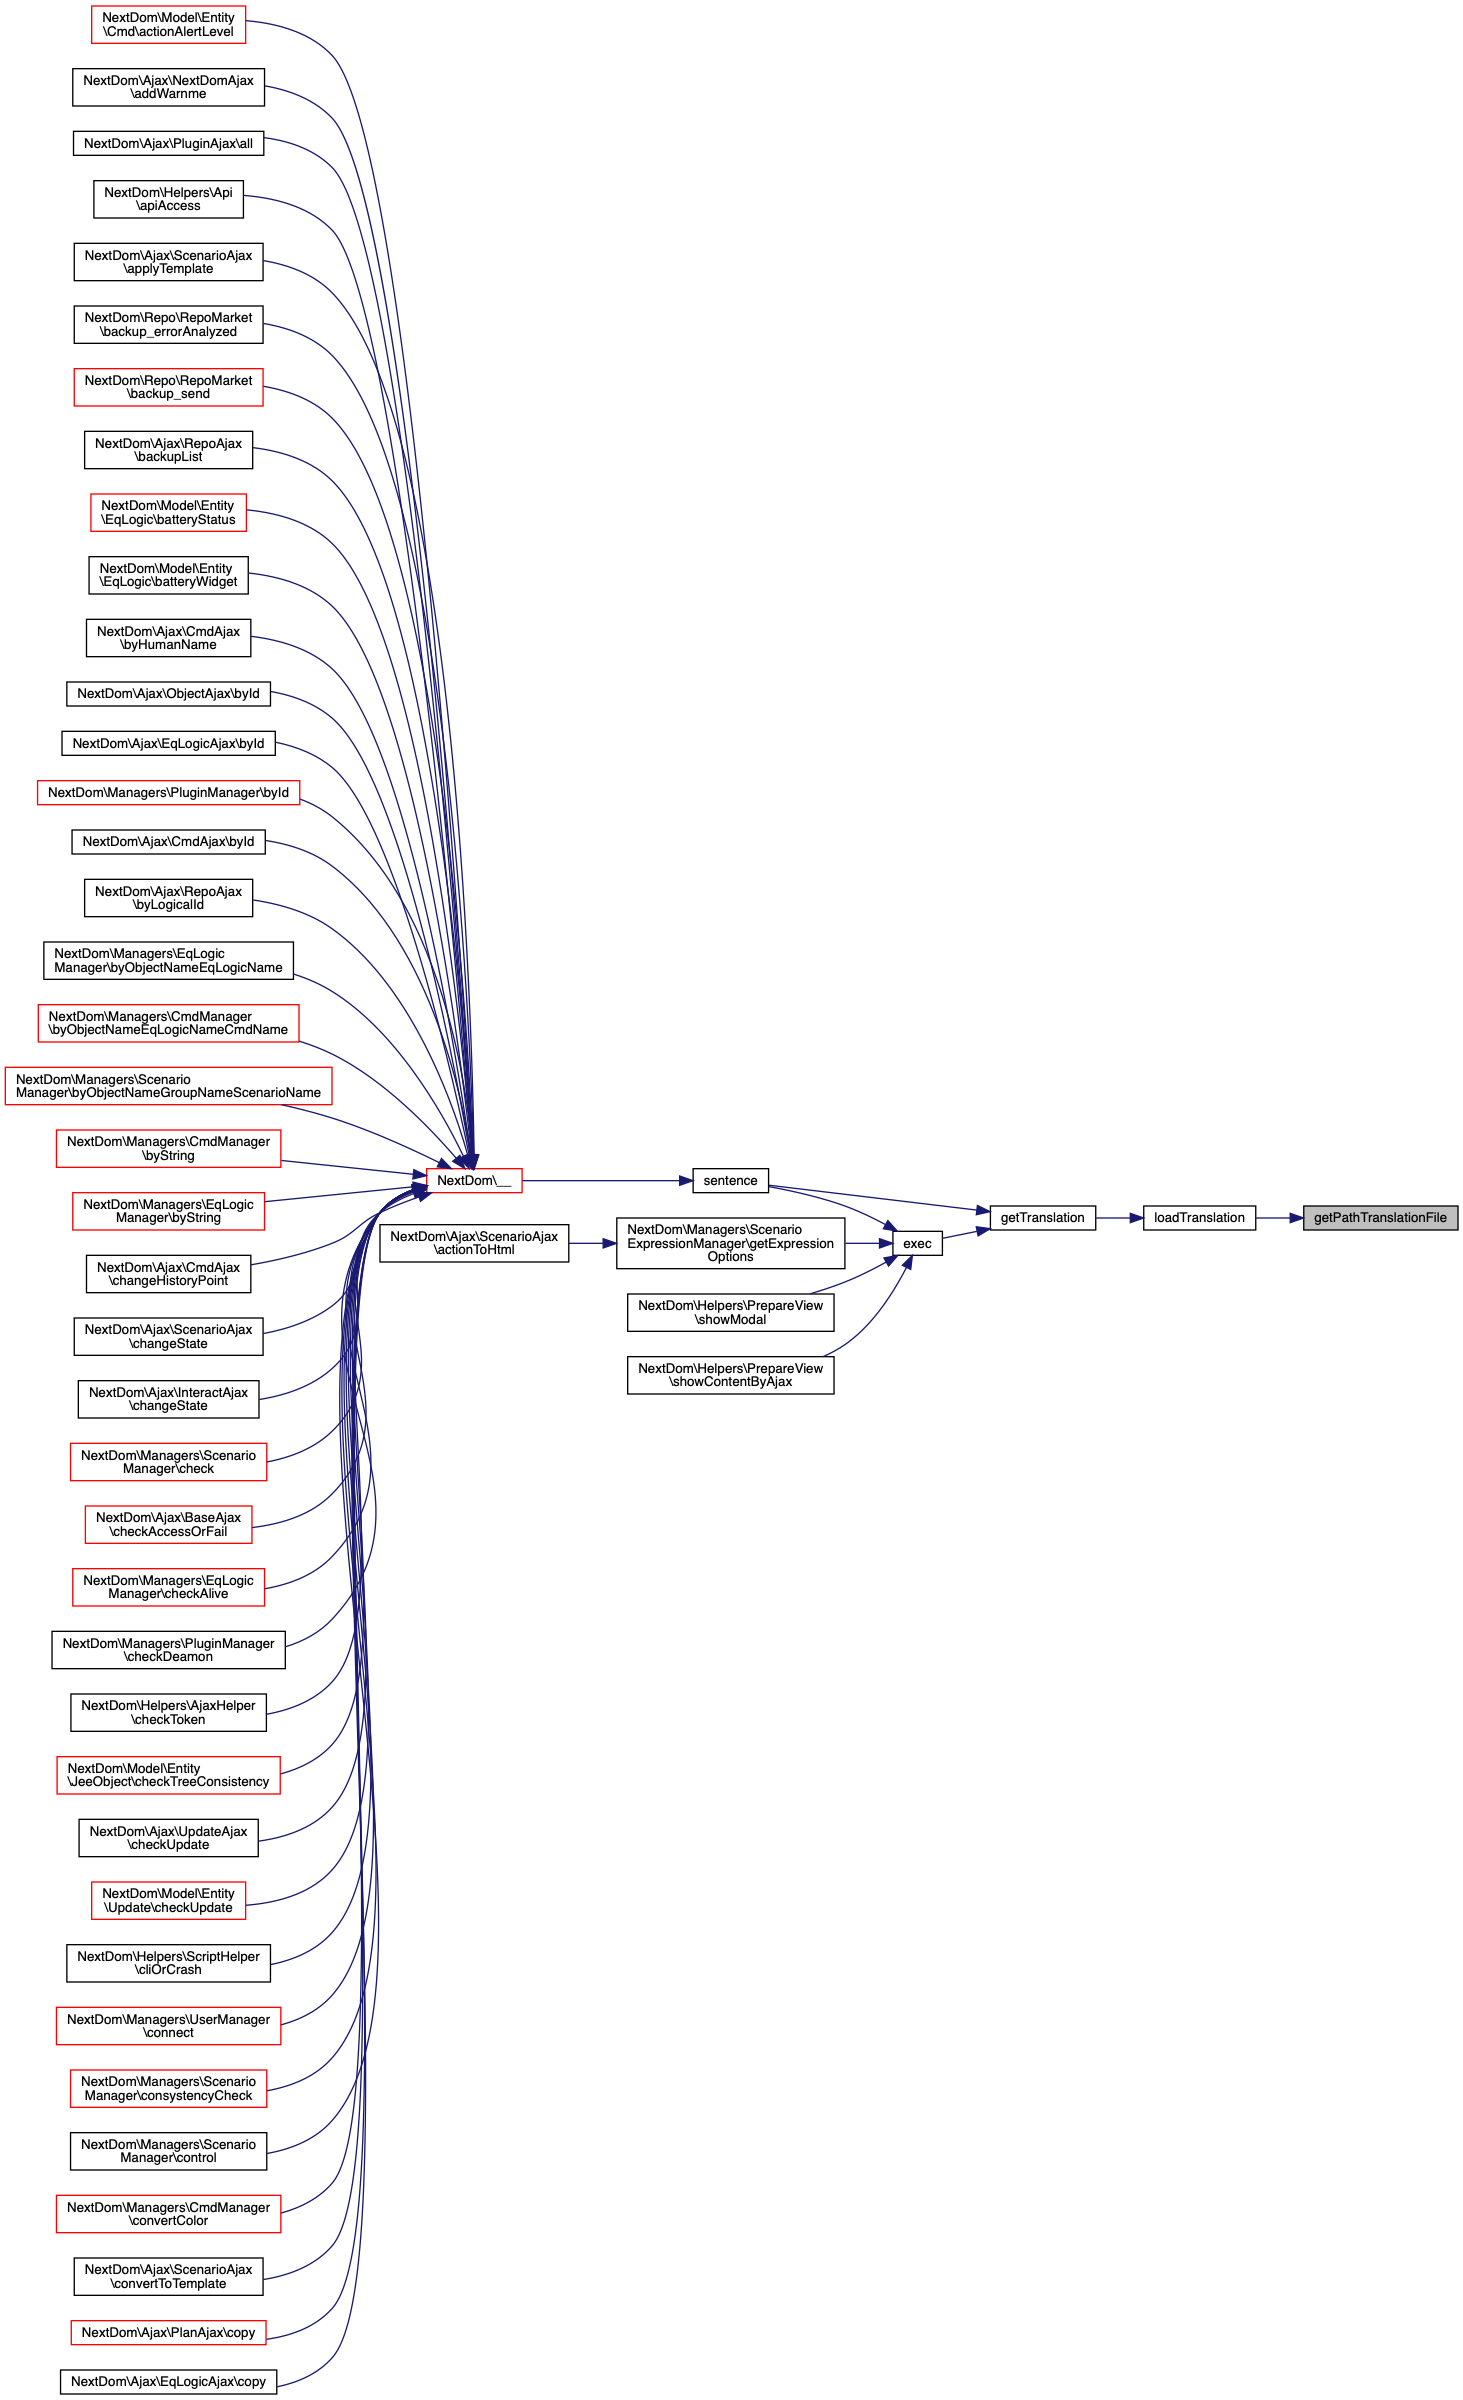 NextDom\Model\Entity
\Cmd\actionAlertLevel
NextDom\Ajax\NextDomAjax
\addWarnme
NextDom\Ajax\PluginAjax\all
NextDom\Helpers\Api
\apiAccess
NextDom\Ajax\ScenarioAjax
\applyTemplate
NextDom\Repo\RepoMarket
\backup_errorAnalyzed
NextDom\Repo\RepoMarket
\backup_send
NextDom\Ajax\RepoAjax
\backupList
NextDom\Model\Entity
\EqLogic\batteryStatus
NextDom\Model\Entity
\EqLogic\batteryWidget
NextDom\Ajax\CmdAjax
\byHumanName
NextDom\Ajax\ObjectAjax\byId
NextDom\Ajax\EqLogicAjax\byId
NextDom\Managers\PluginManager\byId
NextDom\Ajax\CmdAjax\byId
NextDom\Ajax\RepoAjax
\byLogicalId
NextDom\Managers\EqLogic
Manager\byObjectNameEqLogicName
NextDom\Managers\CmdManager
\byObjectNameEqLogicNameCmdName
NextDom\Managers\Scenario
Manager\byObjectNameGroupNameScenarioName
NextDom\Managers\CmdManager
\byString
NextDom\Managers\EqLogic
Manager\byString
NextDom\Ajax\CmdAjax
\changeHistoryPoint
NextDom\Ajax\ScenarioAjax
\changeState
NextDom\Ajax\InteractAjax
\changeState
NextDom\Managers\Scenario
Manager\check
NextDom\Ajax\BaseAjax
\checkAccessOrFail
NextDom\Managers\EqLogic
Manager\checkAlive
NextDom\Managers\PluginManager
\checkDeamon
NextDom\Helpers\AjaxHelper
\checkToken
NextDom\Model\Entity
\JeeObject\checkTreeConsistency
NextDom\Ajax\UpdateAjax
\checkUpdate
NextDom\Model\Entity
\Update\checkUpdate
NextDom\Helpers\ScriptHelper
\cliOrCrash
NextDom\Managers\UserManager
\connect
NextDom\Managers\Scenario
Manager\consystencyCheck
NextDom\Managers\Scenario
Manager\control
NextDom\Managers\CmdManager
\convertColor
NextDom\Ajax\ScenarioAjax
\convertToTemplate
NextDom\Ajax\PlanAjax\copy
NextDom\Ajax\EqLogicAjax\copy
NextDom\__
NextDom\Ajax\ScenarioAjax
\actionToHtml
sentence
NextDom\Managers\Scenario
ExpressionManager\getExpression
Options
NextDom\Helpers\PrepareView
\showModal
NextDom\Helpers\PrepareView
\showContentByAjax
exec
getTranslation
loadTranslation
getPathTranslationFile